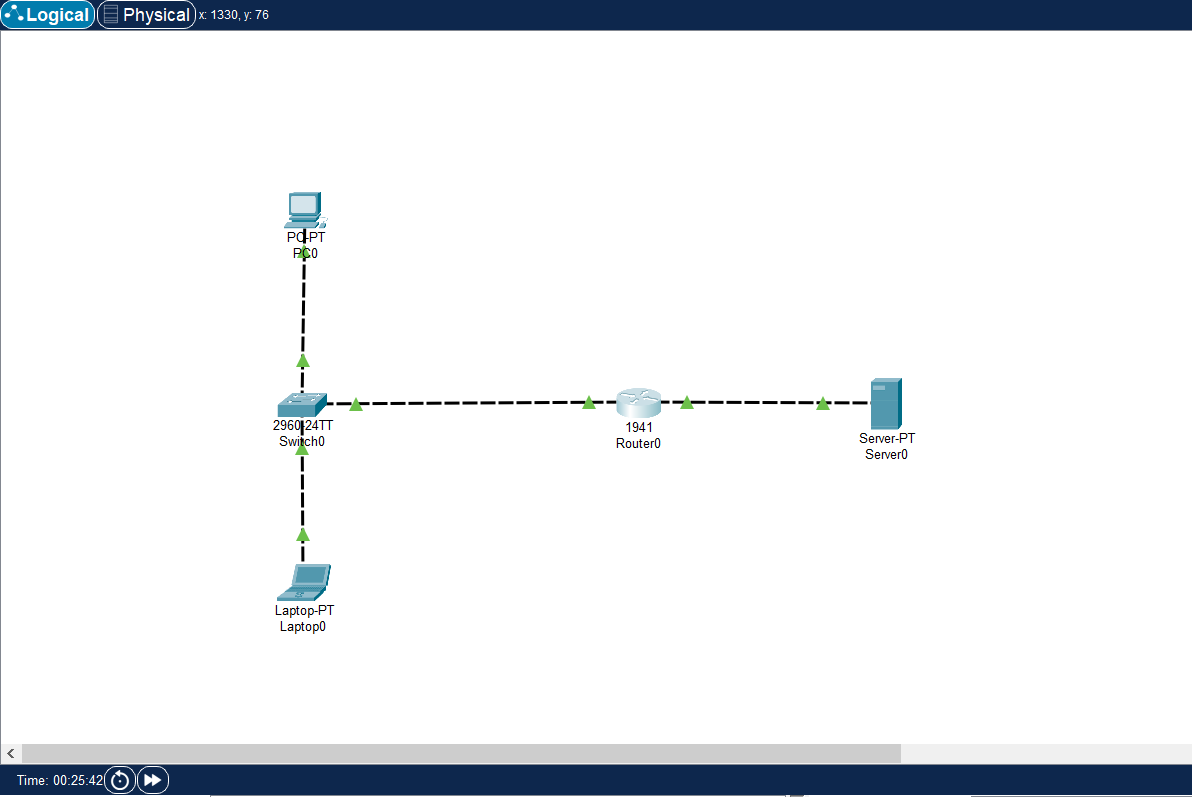 Logical Physical x: 1330, y: 76
PC-PT
PC0
2960-24TT
Switch0
1941
Router0
Server-PT
Server0
Laptop-PT
Laptop0
Time: 00:25:42